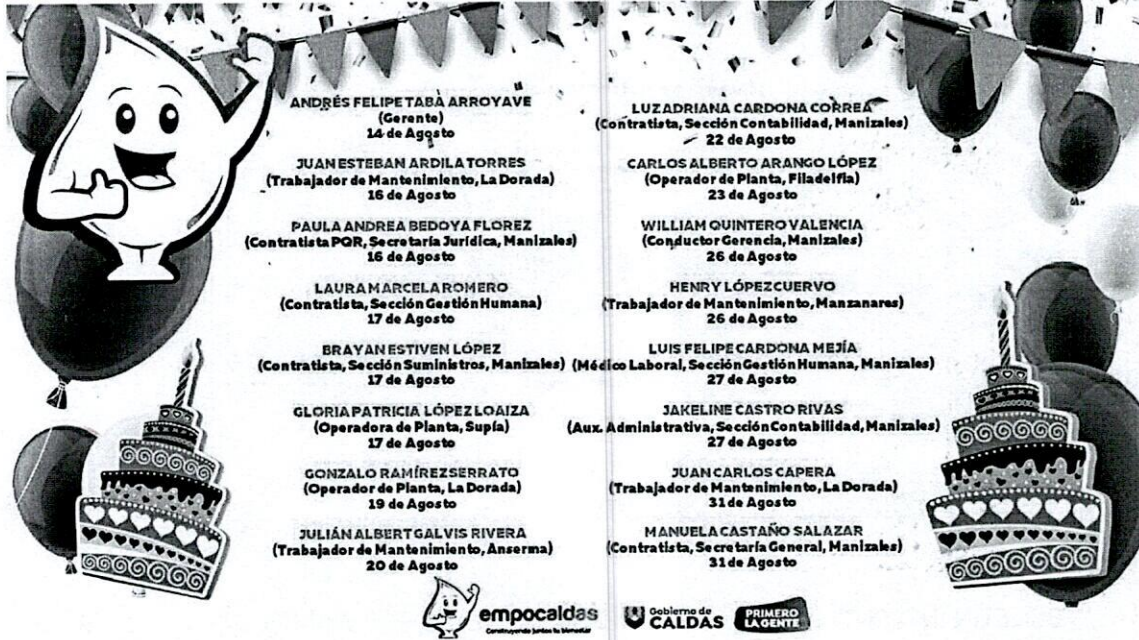 ANDRÉS FELIPE TABA ARROYAVE
(Gerente)
14 de Agosto
JUAN ESTEBAN ARDILA TORRES
(Trabajador de Mantenimiento, La Dorada)
16 de Agosto
PAULA ANDREA BEDOYA FLOREZ
(Contratista PQR, Secretaría Jurídica, Manizales)
16 de Agosto
LAURA MARCELA ROMERO
(Contratista, Sección Gestión Humana)
17 de Agosto
BRAYAN ESTIVEN LÓPEZ
(Contratista, Sección Suministros, Manizales)
17 de Agosto
GLORIA PATRICIA LÓPEZ LOAIZA
(Operadora de Planta, Supía)
17 de Agosto
GONZALO RAMÍREZ SERRATO
(Operador de Planta, La Dorada)
19 de Agosto
JULIÁN ALBERT GALVIS RIVERA
(Trabajador de Mantenimiento, Anserma)
20 de Agosto
LUZ ADRIANA CARDONA CORREA
(Contratista, Sección Contabilidad, Manizales)
22 de Agosto
CARLOS ALBERTO ARANGO LÓPEZ
(Operador de Planta, Filadelfia)
23 de Agosto
WILLIAM QUINTERO VALENCIA
(Conductor Gerencia, Manizales)
26 de Agosto
HENRY LÓPEZ CUERVO
(Trabajador de Mantenimiento, Manzanares)
26 de Agosto
LUIS FELIPE CARDONA MEJÍA
(Médico Laboral, Sección Gestión Humana, Manizales)
27 de Agosto
JAKELINE CASTRO RIVAS
(Aux. Administrativa, Sección Contabilidad, Manizales)
27 de Agosto
JUAN CARLOS CAPERA
(Trabajador de Mantenimiento, La Dorada)
31 de Agosto
MANUELA CASTAÑO SALAZAR
(Contratista, Secretaría General, Manizales)
31 de Agosto
empocaldas
Construyendo juntos tu bienestar
Gobierno de
CALDAS
PRIMERO
LA GENTE